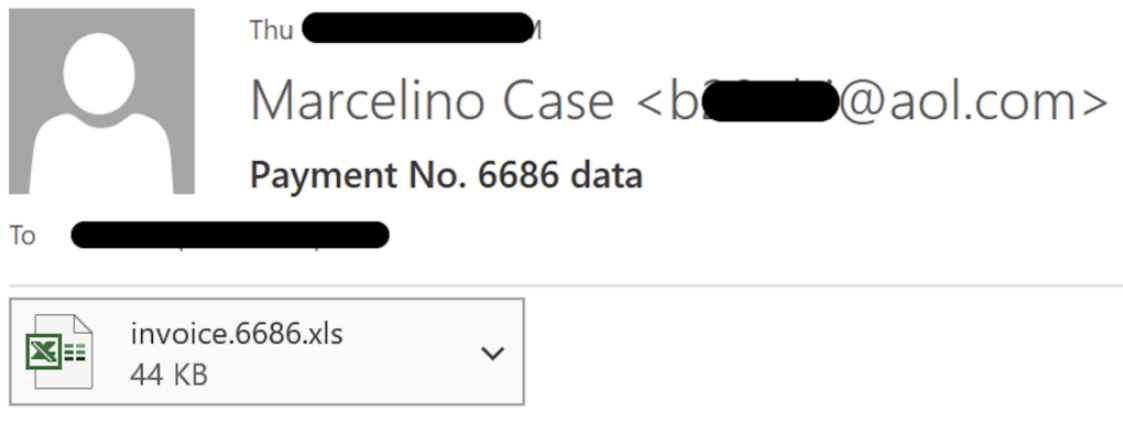 Thu
Marcelino Case <b@aol.com>
Payment No. 6686 data
To
invoice.6686.xls
44 KB